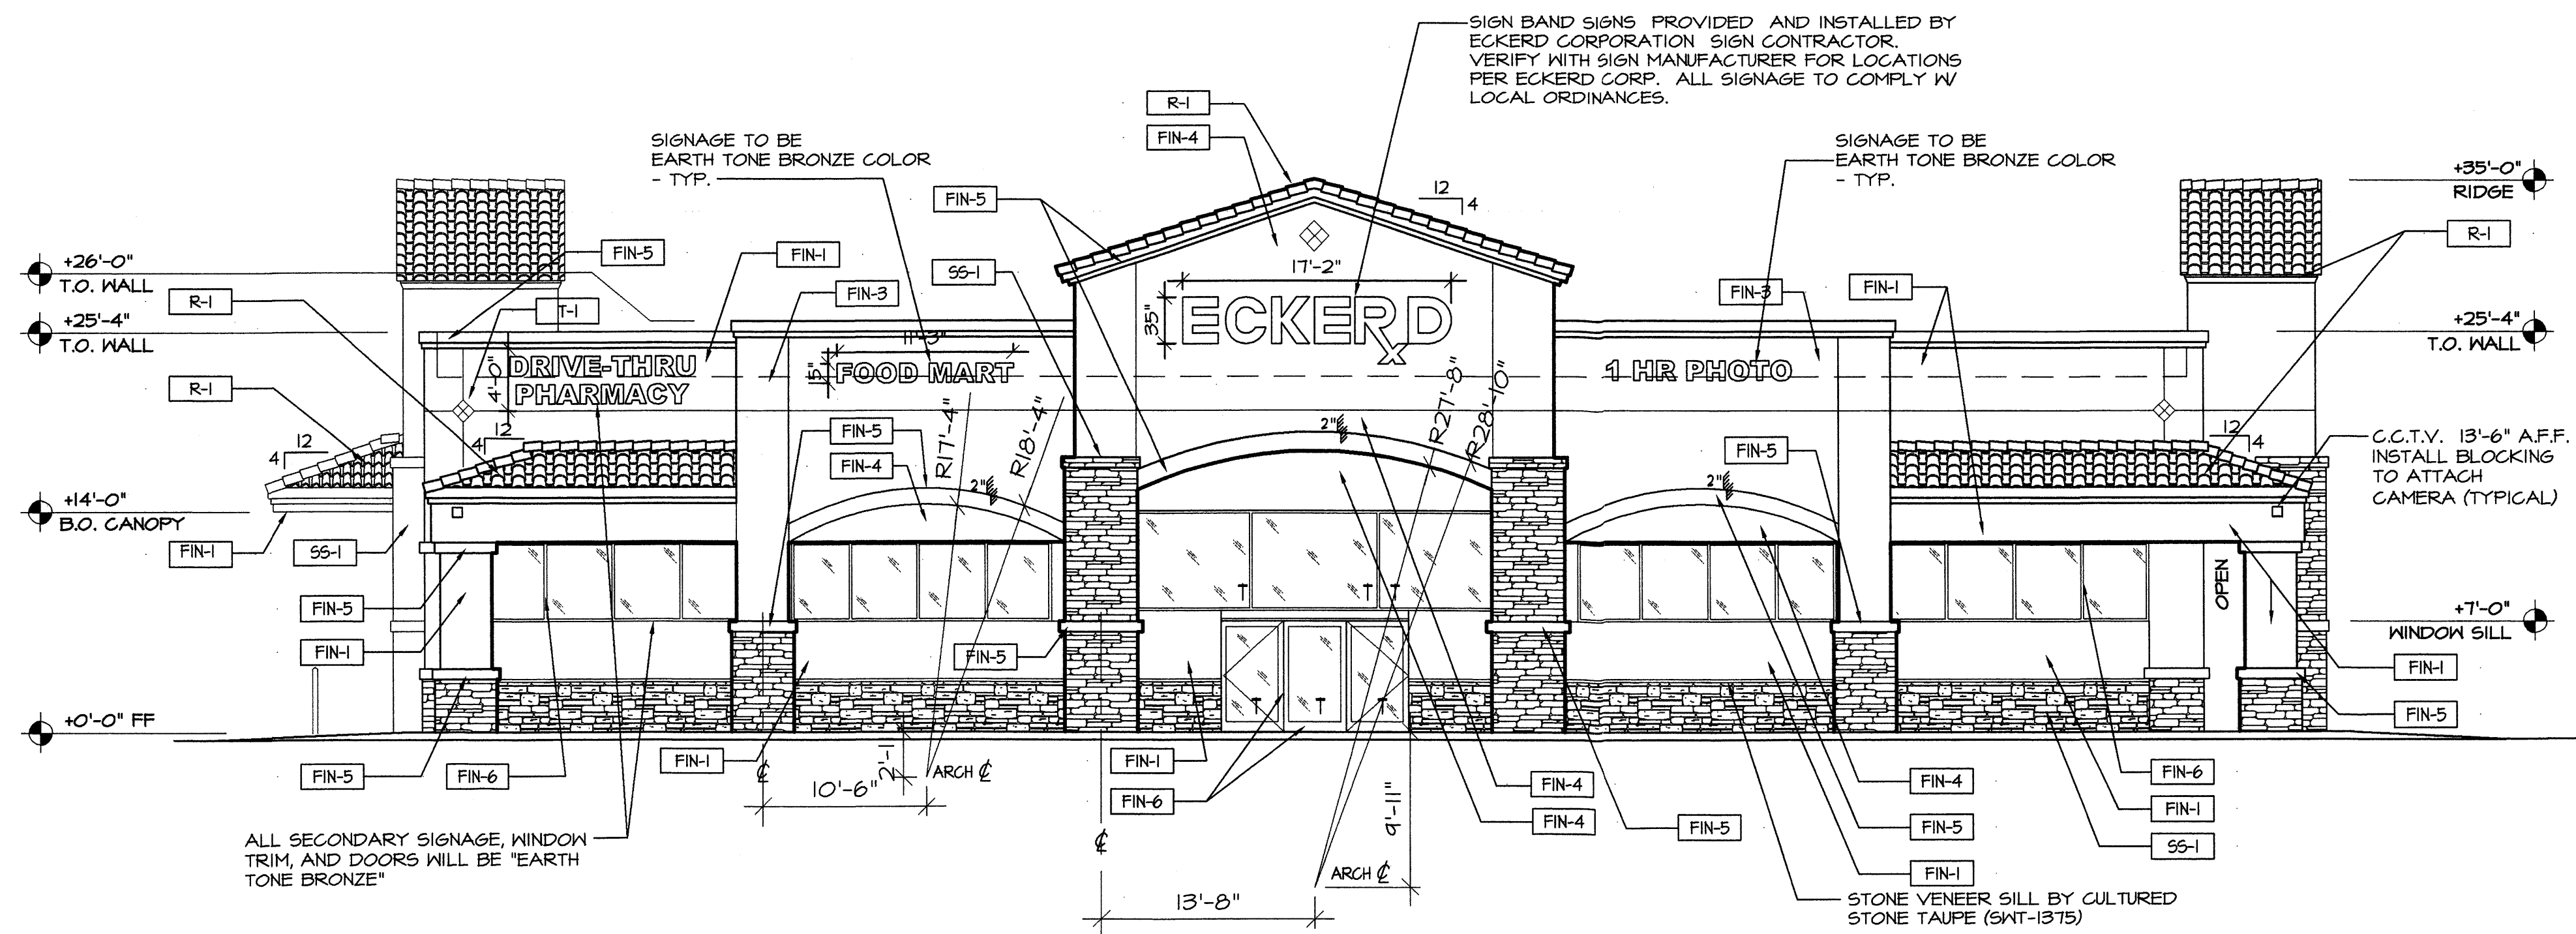 SIGN BAND SIGNS PROVIDED AND INSTALLED BY
ECKERD CORPORATION SIGN CONTRACTOR.
VERIFY WITH SIGN MANUFACTURER FOR LOCATIONS
PER ECKERD CORP. ALL SIGNAGE TO COMPLY W/
LOCAL ORDINANCES.
R-1
FIN-4
SIGNAGE TO BE
EARTH TONE BRONZE COLOR
- TYP.
SIGNAGE TO BE
EARTH TONE BRONZE COLOR
- TYP.
+35'-0"
RIDGE
FIN-5
12
4
R-1
FIN-5
FIN-1
+26'-0"
T.O. WALL
SS-1
17'-2"
FIN-3
FIN-3
FIN-1
R-1
T-1
35"
ECKERD
Rx
+25'-4"
T.O. WALL
+25'-4"
T.O. WALL
11'-3"
4'-0"
DRIVE-THRU
PHARMACY
15"
FOOD MART
1 HR PHOTO
R-1
R17'-4"
R18'-4"
R27'-8"
R28'-10"
12
4
12
4
FIN-5
FIN-4
2"
2"
2"
FIN-5
12
4
C.C.T.V. 13'-6" A.F.F.
INSTALL BLOCKING
TO ATTACH
CAMERA (TYPICAL)
+14'-0"
B.O. CANOPY
FIN-1
SS-1
OPEN
FIN-5
+7'-0"
WINDOW SILL
FIN-1
FIN-5
FIN-1
FIN-5
+0'-0" FF
FIN-5
FIN-5
FIN-6
FIN-1
℄
2'-1
ARCH ℄
10'-6"
FIN-1
FIN-6
FIN-4
FIN-4
FIN-5
FIN-4
FIN-5
FIN-1
FIN-6
FIN-1
SS-1
9'-11"
ALL SECONDARY SIGNAGE, WINDOW
TRIM, AND DOORS WILL BE "EARTH
TONE BRONZE"
℄
ARCH ℄
13'-8"
STONE VENEER SILL BY CULTURED
STONE TAUPE (SWT-1375)